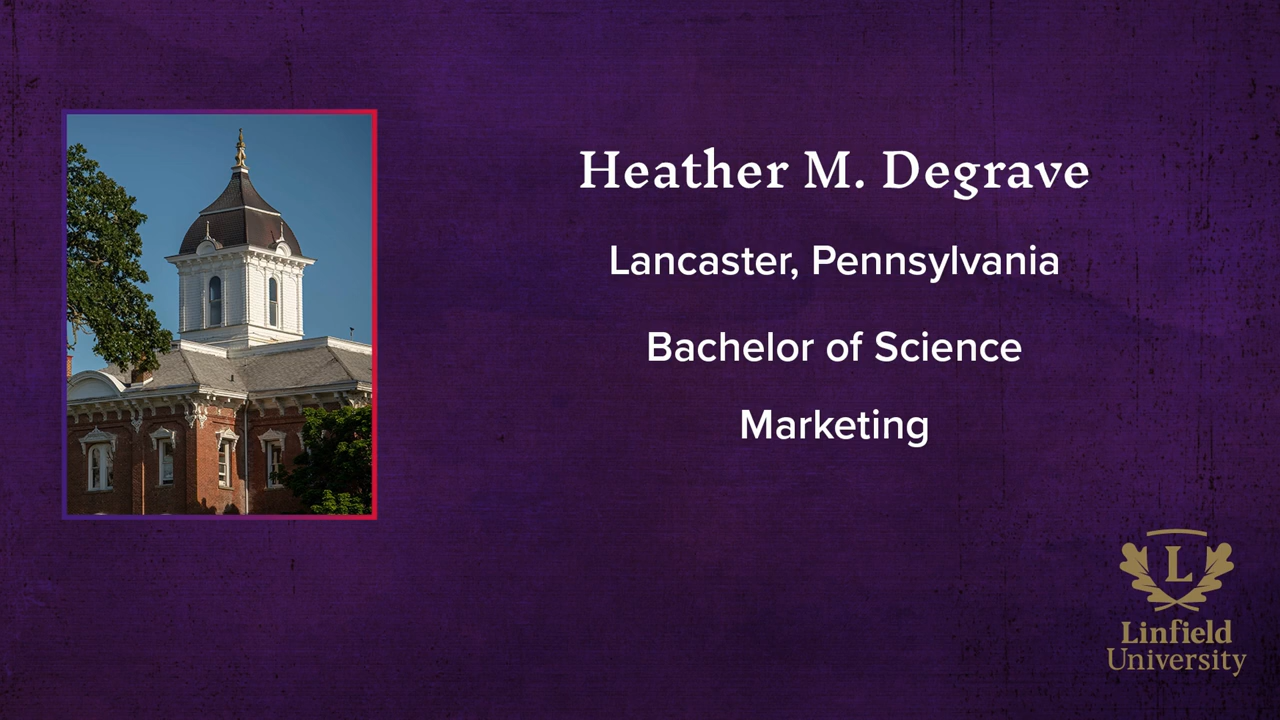 Heather M. Degrave
Lancaster, Pennsylvania
Bachelor of Science
Marketing
L
Linfield
University